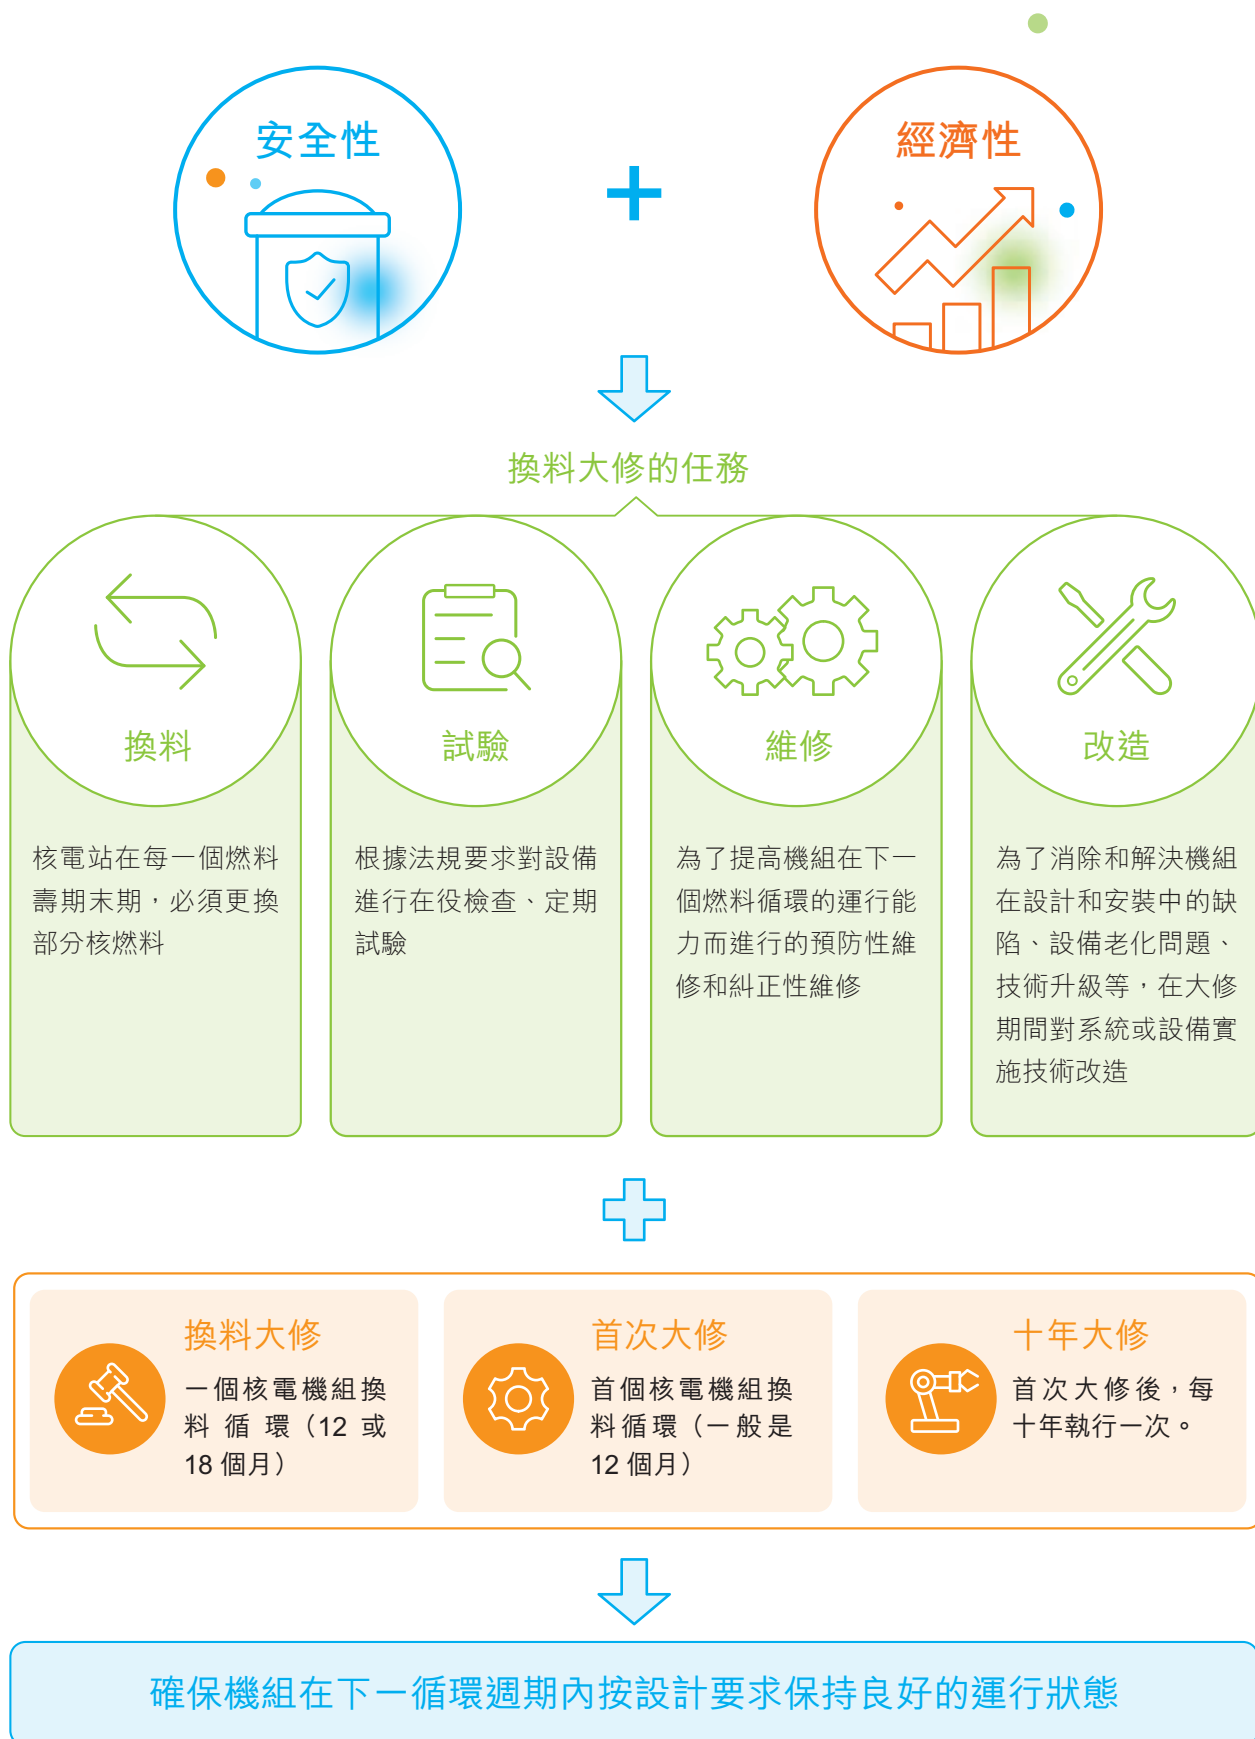 安全性
經濟性
換料大修的任務
換料
核電站在每一個燃料
壽期末期，必須更換
部分核燃料
試驗
根據法規要求對設備
進行在役檢查、定期
試驗
維修
為了提高機組在下一
個燃料循環的運行能
力而進行的預防性維
修和糾正性維修
改造
為了消除和解決機組
在設計和安裝中的缺
陷、設備老化問題、
技術升級等，在大修
期間對系統或設備實
施技術改造
換料大修
一個核電機組換
料循環（12 或
18 個月）
首次大修
首個核電機組換
料循環（一般是
12 個月）
十年大修
首次大修後，每
十年執行一次。
確保機組在下一循環週期內按設計要求保持良好的運行狀態